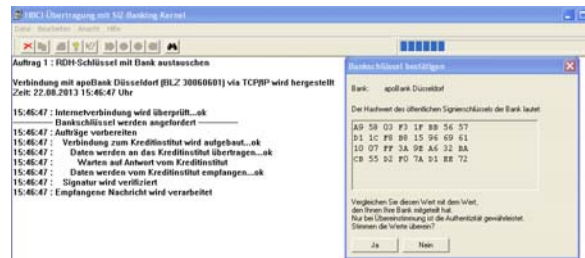 HBCI Übertragung mit SIZ Banking Kernel
Datei Bearbeiten Ansicht Hilfe
Auftrag 1 : RDH-Schlüssel mit Bank austauschen
Verbindung mit apoBank Düsseldorf (BLZ 30060601) via TCP/IP wird hergestellt
Zeit: 22.08.2013 15:46:47 Uhr
15:46:47 : Internetverbindung wird überprüft...ok
Bankschlüssel werden angefordert
15:46:47 : Aufträge vorbereiten
15:46:47 : Verbindung zum Kreditinstitut wird aufgebaut...ok
15:46:47 : Daten werden an das Kreditinstitut übertragen...ok
15:46:47 : Warten auf Antwort vom Kreditinstitut
15:46:47 : Daten werden vom Kreditinstitut empfangen...ok
15:46:47 : Signatur wird verifiziert
15:46:47 : Empfangene Nachricht wird verarbeitet
Bankschlüssel bestätigen
Bank: apoBank Düsseldorf
Der Hashwert des öffentlichen Signierschlüssels der Bank lautet:
A9 58 03 F3 1F BB 56 57
D1 1C F8 B8 15 96 69 61
10 07 FF 3A 9E A6 32 BA
CB 55 D2 F0 7A D1 EE 72
Vergleichen Sie diesen Wert mit dem Wert,
den Ihnen Ihre Bank mitgeteilt hat.
Nur bei Übereinstimmung ist die Authentizität gewährleistet.
Stimmen die Werte überein?
Ja Nein